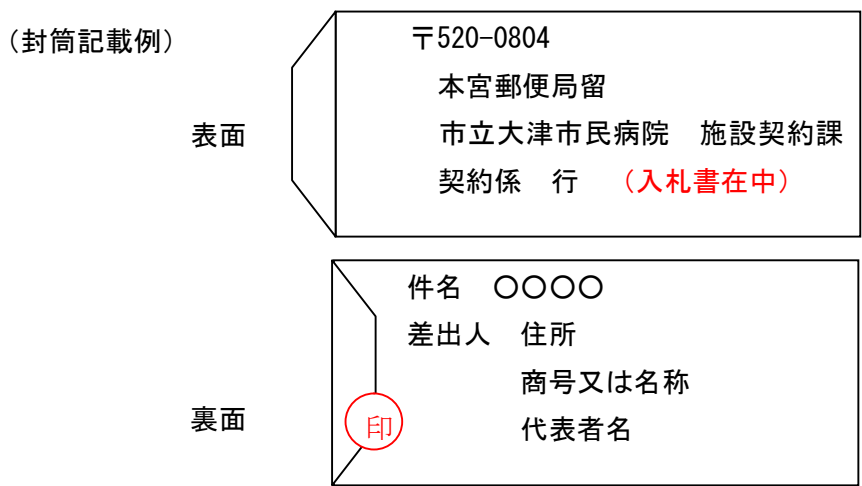 (封筒記載例)
表面
〒520-0804
本宮郵便局留
市立大津市民病院　施設契約課
契約係　行　(入札書在中)
裏面
件名　〇〇〇〇
差出人　住所
商号又は名称
代表者名
印